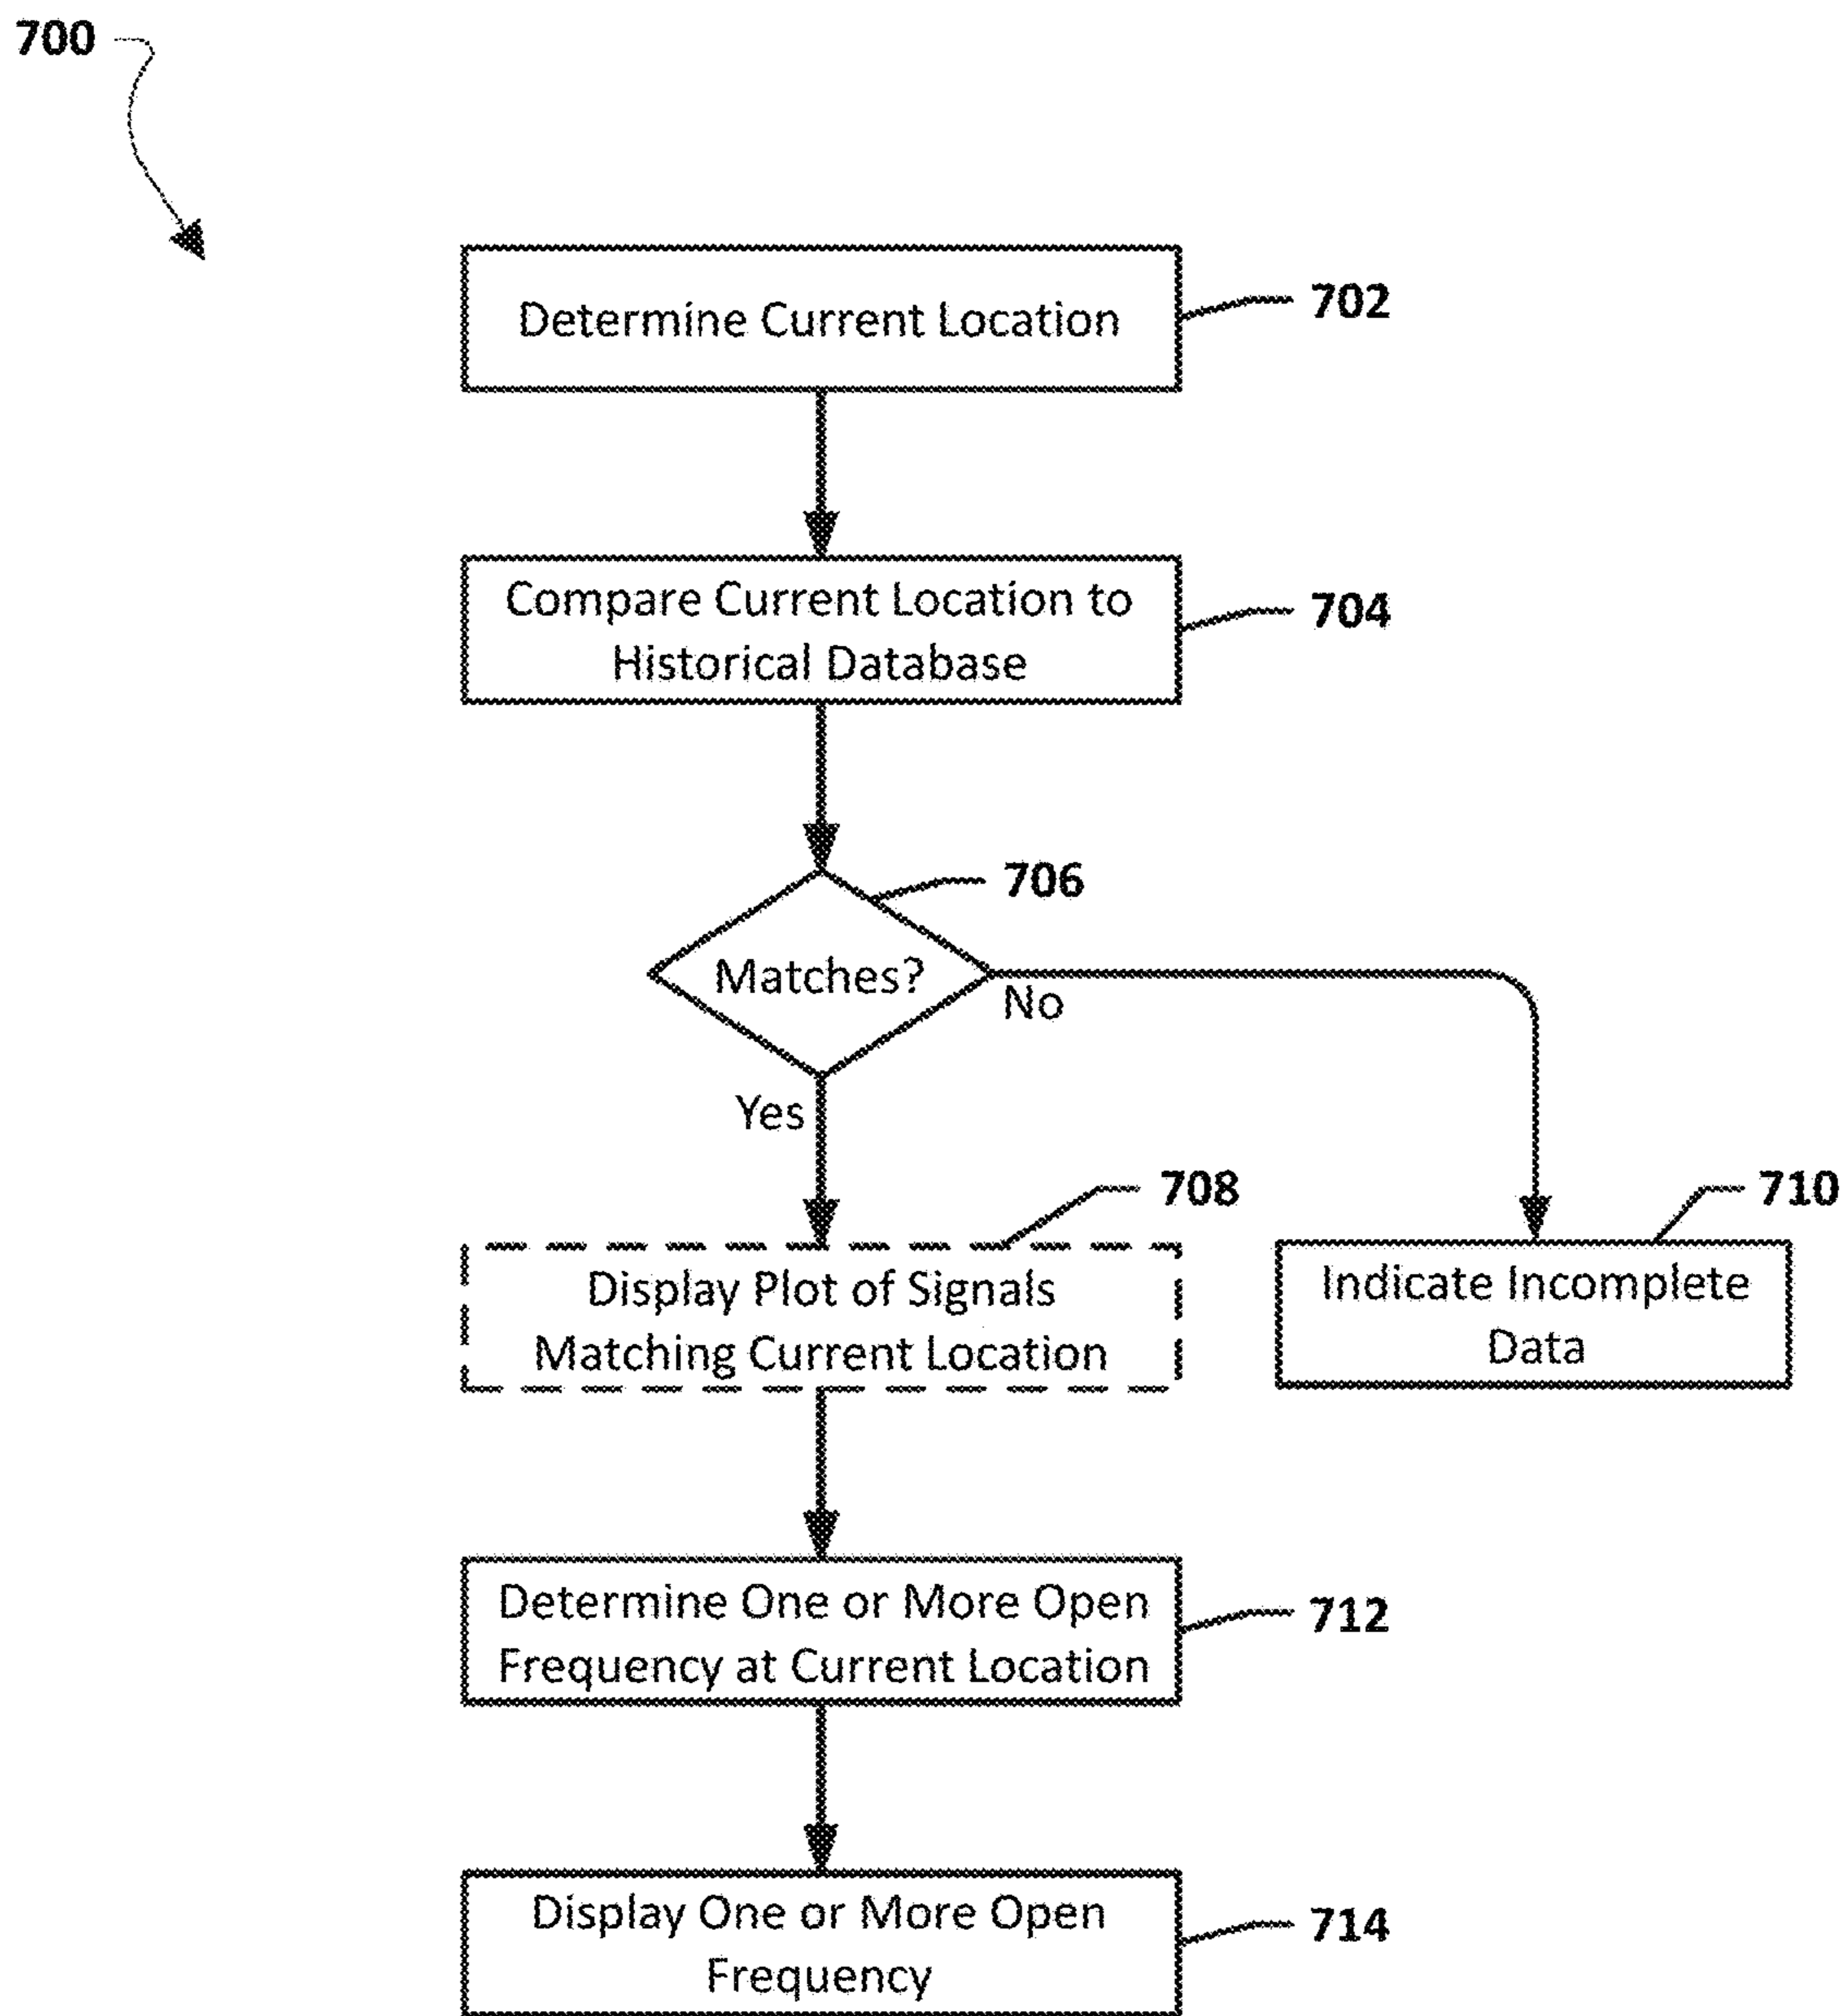 700
Determine Current Location
702
Compare Current Location to
Historical Database
704
706
Matches?
No
Yes
708
710
Display Plot of Signals
Matching Current Location
Indicate Incomplete
Data
Determine One or More Open
Frequency at Current Location
712
Display One or More Open
Frequency
714